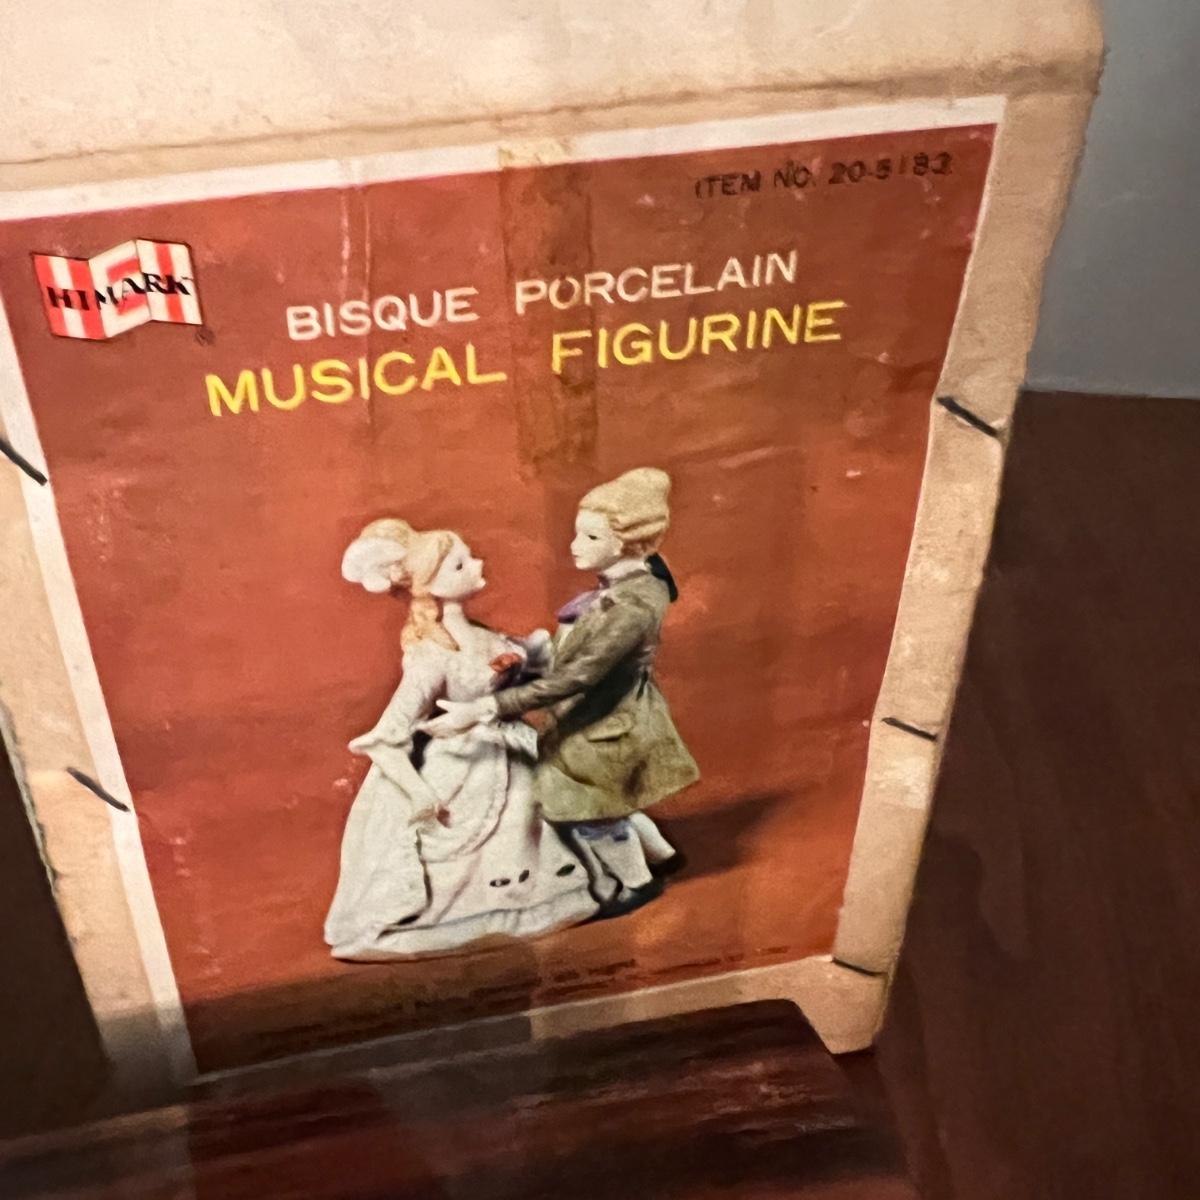 ITEM NO. 20-5183
HIMARK
®
BISQUE PORCELAIN
MUSICAL FIGURINE